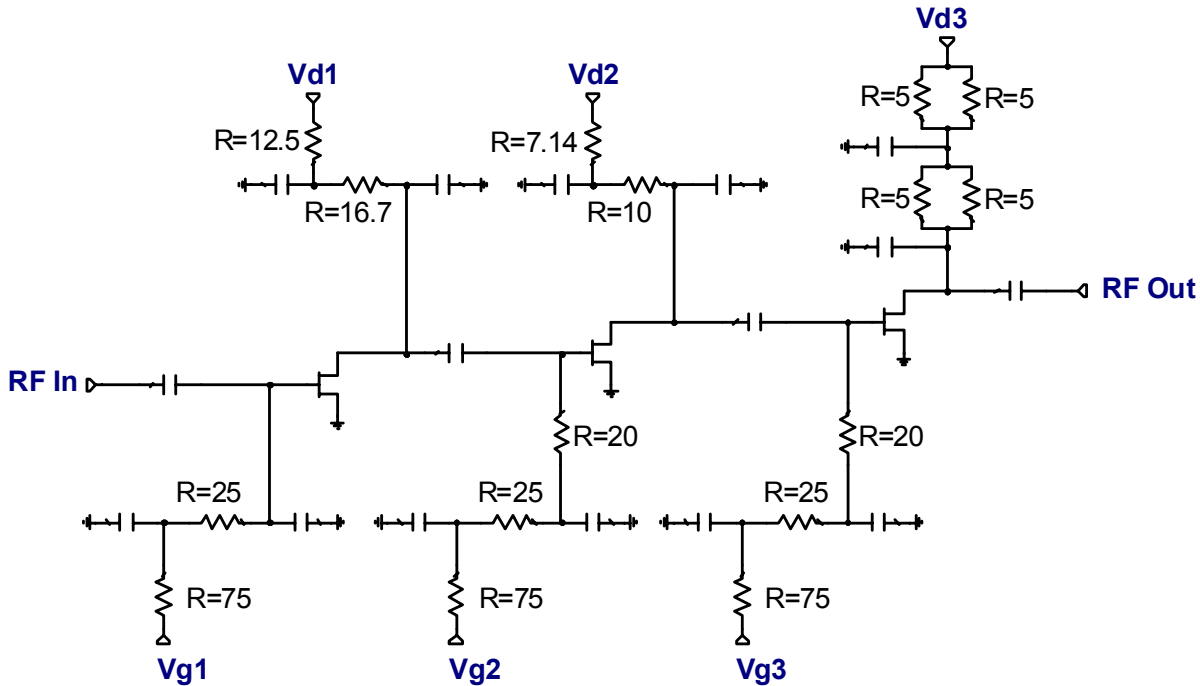 Vd3
Vd1
Vd2
R=5
R=5
R=12.5
R=7.14
R=16.7
R=10
R=5
R=5
RF Out
RF In
R=20
R=20
R=25
R=25
R=25
R=75
R=75
R=75
Vg1
Vg2
Vg3